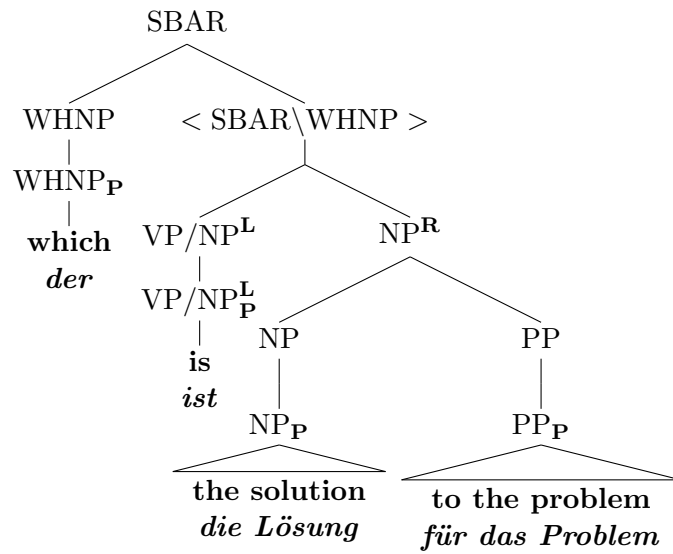 SBAR
WHNP < SBAR\WHNP >
WHNP_P
which
der
VP/NP^L NP^R
VP/NP^L_P
is
ist
NP PP
NP_P PP_P
the solution to the problem
die Lösung für das Problem